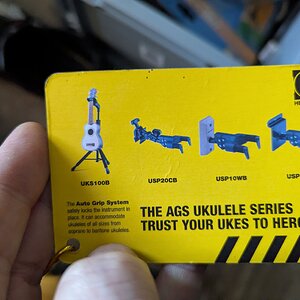 UKS100B
USP20CB
USP10WB
The Auto Grip System
safely locks the instrument
in place. It can accommodate
ukuleles of all sizes from
soprano to baritone ukuleles.
THE AGS UKULELE SERIES
TRUST YOUR UKES TO HERC